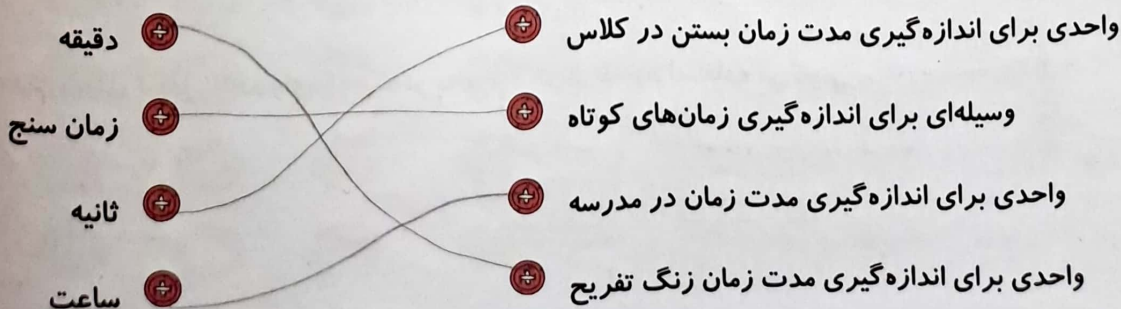 واحدی برای اندازه‌گیری مدت زمان بستن در کلاس
دقیقه
وسیله‌ای برای اندازه‌گیری زمان‌های کوتاه
زمان سنج
واحدی برای اندازه‌گیری مدت زمان در مدرسه
ثانیه
واحدی برای اندازه‌گیری مدت زمان زنگ تفریح
ساعت